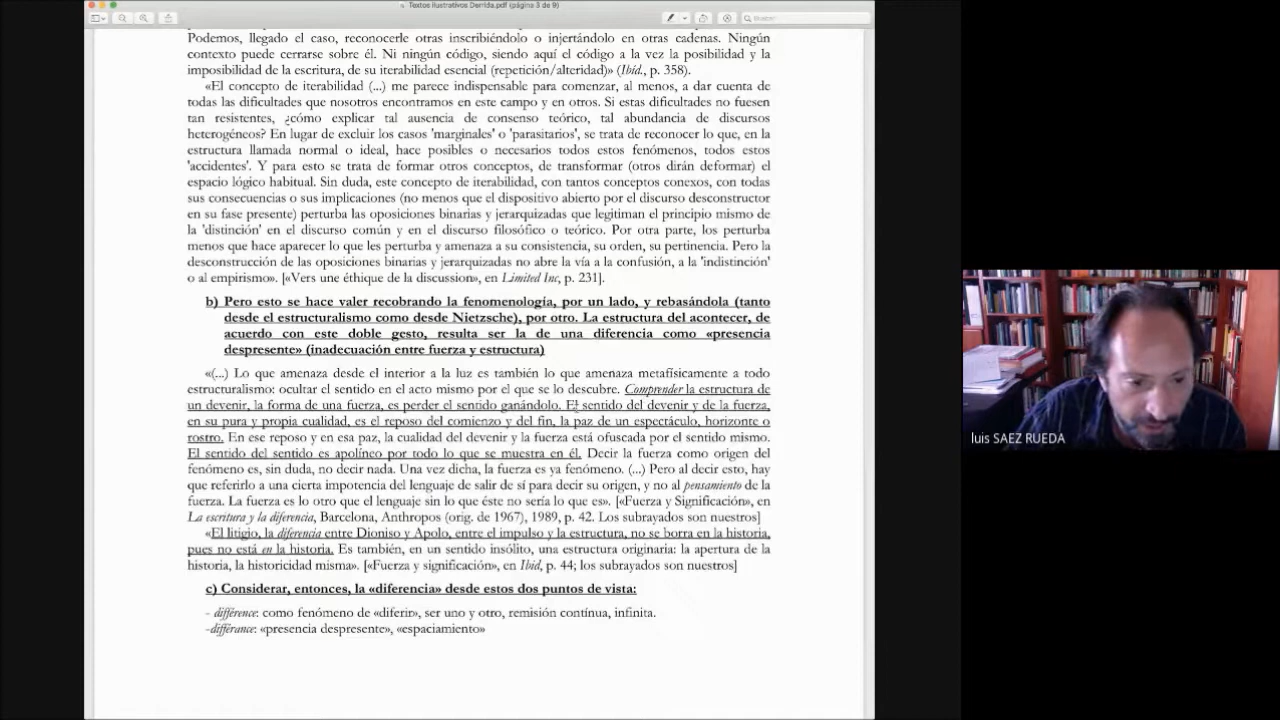 Textos ilustrativos Derrida.pdf (página 3 de 9)
Buscar
Podemos, llegado el caso, reconocerle otras inscribiéndolo o injertándolo en otras cadenas. Ningún
contexto puede cerrarse sobre él. Ni ningún código, siendo aquí el código a la vez la posibilidad y la
imposibilidad de la escritura, de su iterabilidad esencial (repetición/alteridad)» (Ibíd., p. 358).
«El concepto de iterabilidad (...) me parece indispensable para comenzar, al menos, a dar cuenta de
todas las dificultades que nosotros encontramos en este campo y en otros. Si estas dificultades no fuesen
tan resistentes, ¿cómo explicar tal ausencia de consenso teórico, tal abundancia de discursos
heterogéneos? En lugar de excluir los casos 'marginales' o 'parasitarios', se trata de reconocer lo que, en la
estructura llamada normal o ideal, hace posibles o necesarios todos estos fenómenos, todos estos
'accidentes'. Y para esto se trata de formar otros conceptos, de transformar (otros dirán deformar) el
espacio lógico habitual. Sin duda, este concepto de iterabilidad, con tantos conceptos conexos, con todas
sus consecuencias o sus implicaciones (no menos que el dispositivo abierto por el discurso desconstructor
en su fase presente) perturba las oposiciones binarias y jerarquizadas que legitiman el principio mismo de
la 'distinción' en el discurso común y en el discurso filosófico o teórico. Por otra parte, los perturba
menos que hace aparecer lo que les perturba y amenaza a su consistencia, su orden, su pertinencia. Pero la
desconstrucción de las oposiciones binarias y jerarquizadas no abre la vía a la confusión, a la 'indistinción'
o al empirismo». [«Vers une éthique de la discussion», en Limited Inc, p. 231].
b) Pero esto se hace valer recobrando la fenomenología, por un lado, y rebasándola (tanto
desde el estructuralismo como desde Nietzsche), por otro. La estructura del acontecer, de
acuerdo con este doble gesto, resulta ser la de una diferencia como «presencia
despresente» (inadecuación entre fuerza y estructura)
«(...) Lo que amenaza desde el interior a la luz es también lo que amenaza metafísicamente a todo
estructuralismo: ocultar el sentido en el acto mismo por el que se lo descubre. Comprender la estructura de
un devenir, la forma de una fuerza, es perder el sentido ganándolo. El sentido del devenir y de la fuerza,
en su pura y propia cualidad, es el reposo del comienzo y del fin, la paz de un espectáculo, horizonte o
rostro. En ese reposo y en esa paz, la cualidad del devenir y la fuerza está ofuscada por el sentido mismo.
El sentido del sentido es apolíneo por todo lo que se muestra en él. Decir la fuerza como origen del
fenómeno es, sin duda, no decir nada. Una vez dicha, la fuerza es ya fenómeno. (...) Pero al decir esto, hay
que referirlo a una cierta impotencia del lenguaje de salir de sí para decir su origen, y no al pensamiento de la
fuerza. La fuerza es lo otro que el lenguaje sin lo que éste no sería lo que es». [«Fuerza y Significación», en
La escritura y la diferencia, Barcelona, Anthropos (orig. de 1967), 1989, p. 42. Los subrayados son nuestros]
«El litigio, la diferencia entre Dioniso y Apolo, entre el impulso y la estructura, no se borra en la historia,
pues no está en la historia. Es también, en un sentido insólito, una estructura originaria: la apertura de la
historia, la historicidad misma». [«Fuerza y significación», en Ibid, p. 44; los subrayados son nuestros]
c) Considerar, entonces, la «diferencia» desde estos dos puntos de vista:
- différence: como fenómeno de «diferir», ser uno y otro, remisión contínua, infinita.
-différance: «presencia despresente», «espaciamiento»
luis SAEZ RUEDA